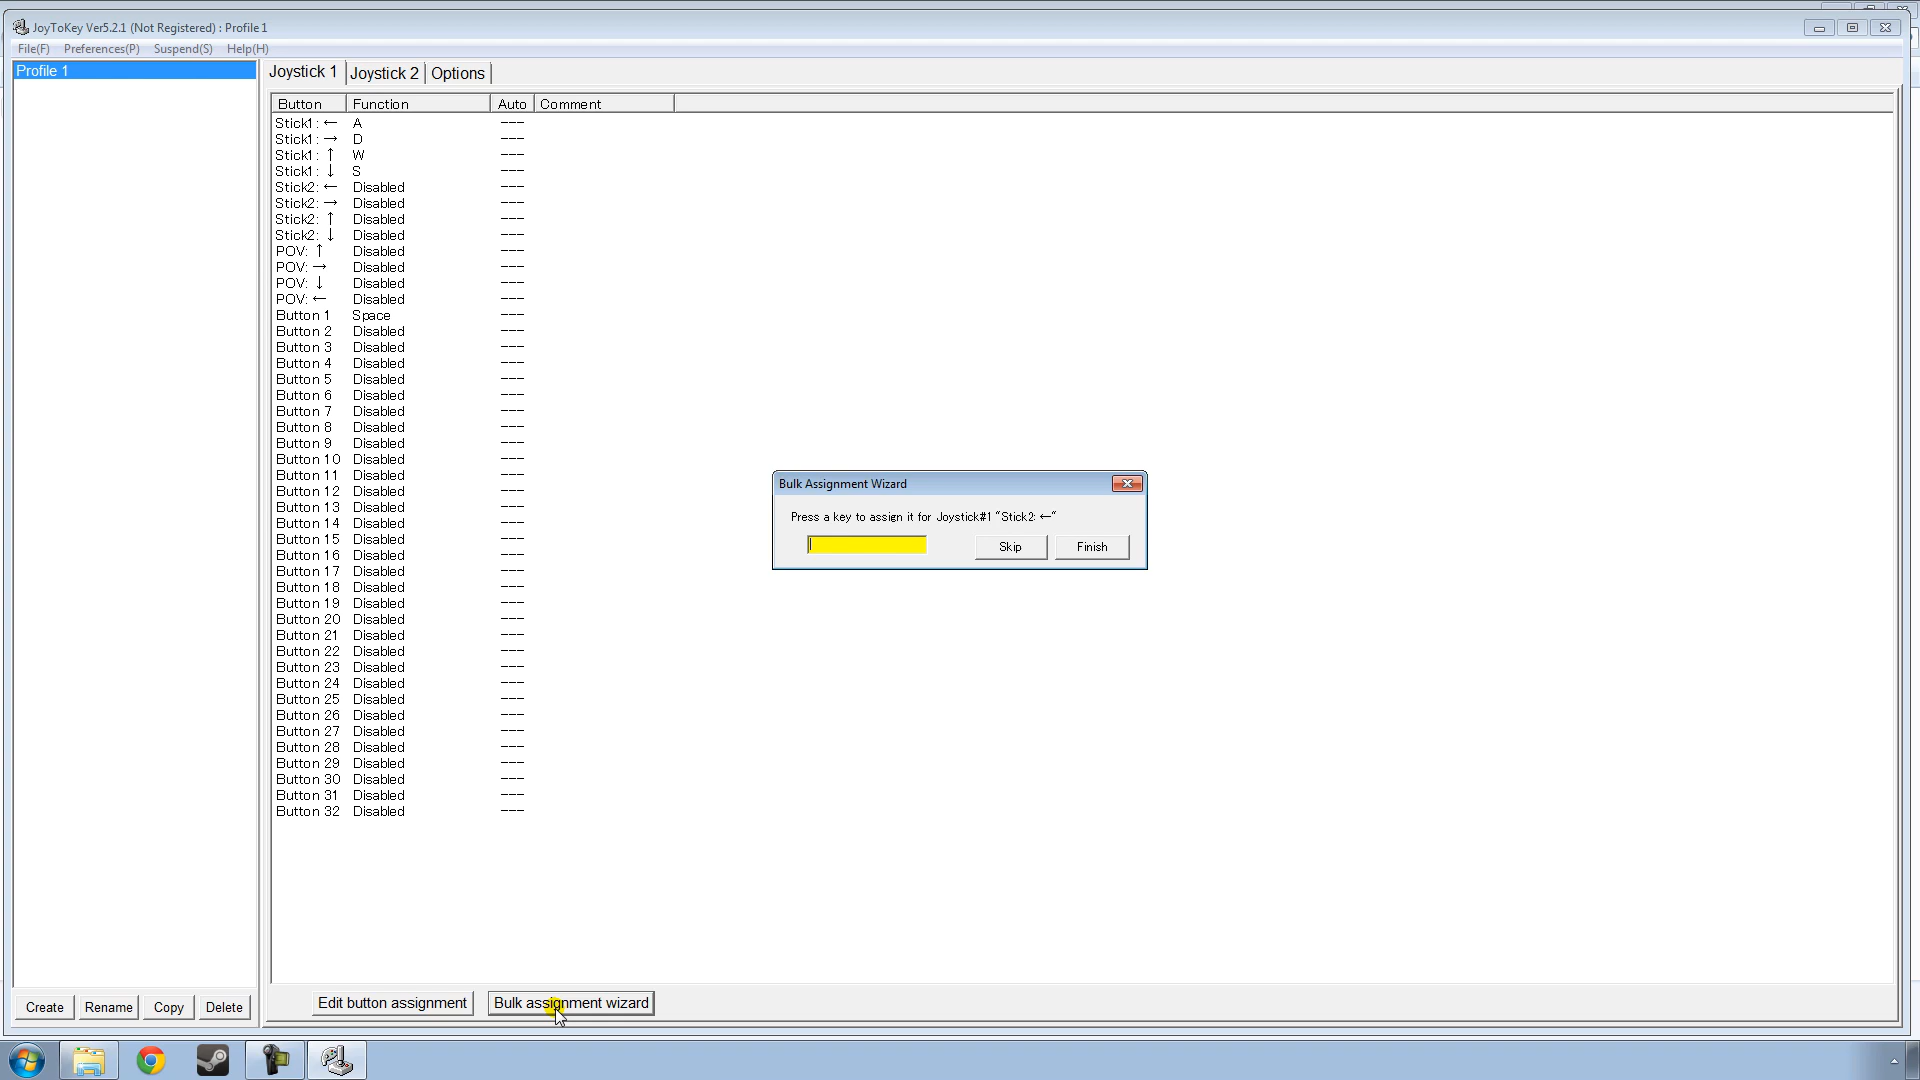 JoyToKey Ver5.2.1 (Not Registered) : Profile 1
File(F) Preferences(P) Suspend(S) Help(H)
Profile 1
Joystick 1 Joystick 2 Options
Button Function Auto Comment
Stick1: ← A ---
Stick1: → D ---
Stick1: ↑ W ---
Stick1: ↓ S ---
Stick2: ← Disabled ---
Stick2: → Disabled ---
Stick2: ↑ Disabled ---
Stick2: ↓ Disabled ---
POV: ↑ Disabled ---
POV: → Disabled ---
POV: ↓ Disabled ---
POV: ← Disabled ---
Button 1 Space ---
Button 2 Disabled ---
Button 3 Disabled ---
Button 4 Disabled ---
Button 5 Disabled ---
Button 6 Disabled ---
Button 7 Disabled ---
Button 8 Disabled ---
Button 9 Disabled ---
Button 10 Disabled ---
Button 11 Disabled ---
Button 12 Disabled ---
Button 13 Disabled ---
Button 14 Disabled ---
Button 15 Disabled ---
Button 16 Disabled ---
Button 17 Disabled ---
Button 18 Disabled ---
Button 19 Disabled ---
Button 20 Disabled ---
Button 21 Disabled ---
Button 22 Disabled ---
Button 23 Disabled ---
Button 24 Disabled ---
Button 25 Disabled ---
Button 26 Disabled ---
Button 27 Disabled ---
Button 28 Disabled ---
Button 29 Disabled ---
Button 30 Disabled ---
Button 31 Disabled ---
Button 32 Disabled ---
Bulk Assignment Wizard
Press a key to assign it for Joystick#1 "Stick2: ←"
Skip Finish
Edit button assignment Bulk assignment wizard
Create Rename Copy Delete